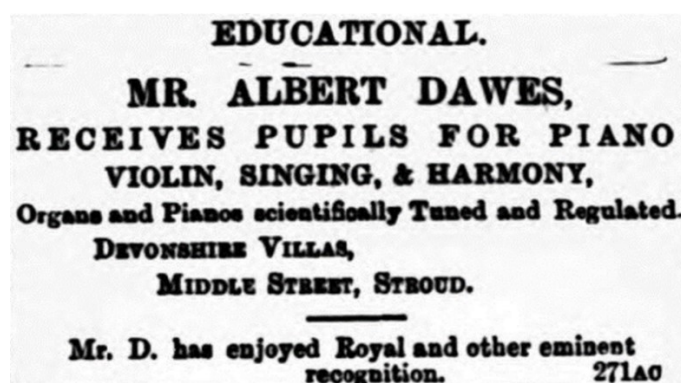 EDUCATIONAL.
MR. ALBERT DAWES,
RECEIVES PUPILS FOR PIANO
VIOLIN, SINGING, & HARMONY,
Organs and Pianos scientifically Tuned and Regulated.
DEVONSHIRE VILLAS,
MIDDLE STREET, STROUD.
Mr. D. has enjoyed Royal and other eminent
recognition. 271AC